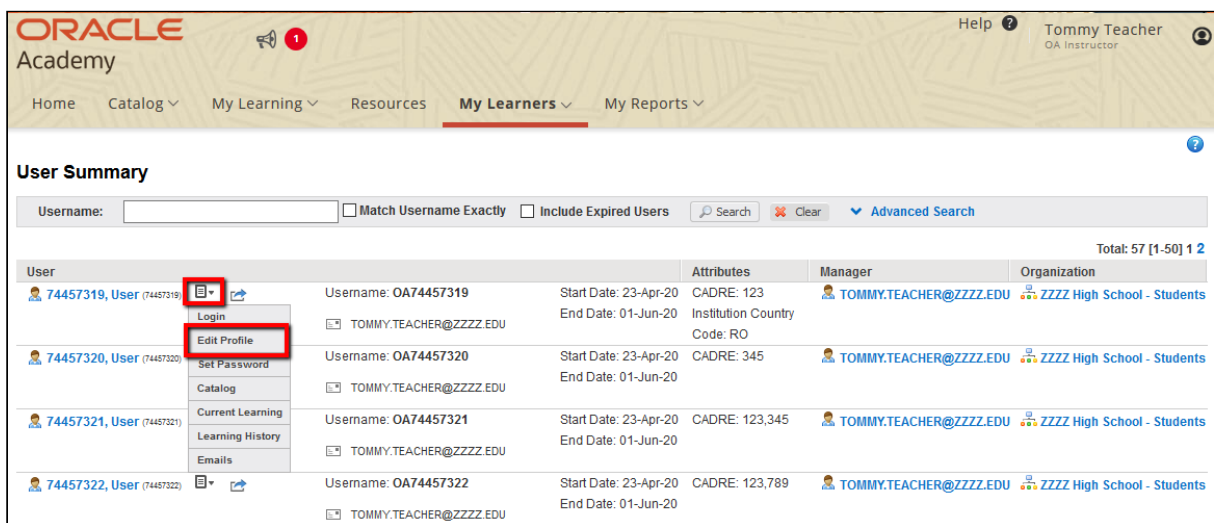 ORACLE
Academy
1
Help ?
Tommy Teacher
OA Instructor
Home Catalog My Learning Resources My Learners My Reports
?
User Summary
Username: Match Username Exactly Include Expired Users Search Clear Advanced Search
Total: 57 [1-50] 1 2
User Attributes Manager Organization
74457319, User (74457319) Username: OA74457319 Start Date: 23-Apr-20 CADRE: 123 TOMMY.TEACHER@ZZZZ.EDU ZZZZ High School - Students
Login End Date: 01-Jun-20 Institution Country
TOMMY.TEACHER@ZZZZ.EDU Code: RO
Edit Profile
74457320, User (74457320) Username: OA74457320 Start Date: 23-Apr-20 CADRE: 345 TOMMY.TEACHER@ZZZZ.EDU ZZZZ High School - Students
Set Password End Date: 01-Jun-20
Catalog TOMMY.TEACHER@ZZZZ.EDU
Current Learning
74457321, User (74457321) Username: OA74457321 Start Date: 23-Apr-20 CADRE: 123,345 TOMMY.TEACHER@ZZZZ.EDU ZZZZ High School - Students
Learning History End Date: 01-Jun-20
Emails TOMMY.TEACHER@ZZZZ.EDU
74457322, User (74457322) Username: OA74457322 Start Date: 23-Apr-20 CADRE: 123,789 TOMMY.TEACHER@ZZZZ.EDU ZZZZ High School - Students
End Date: 01-Jun-20
TOMMY.TEACHER@ZZZZ.EDU